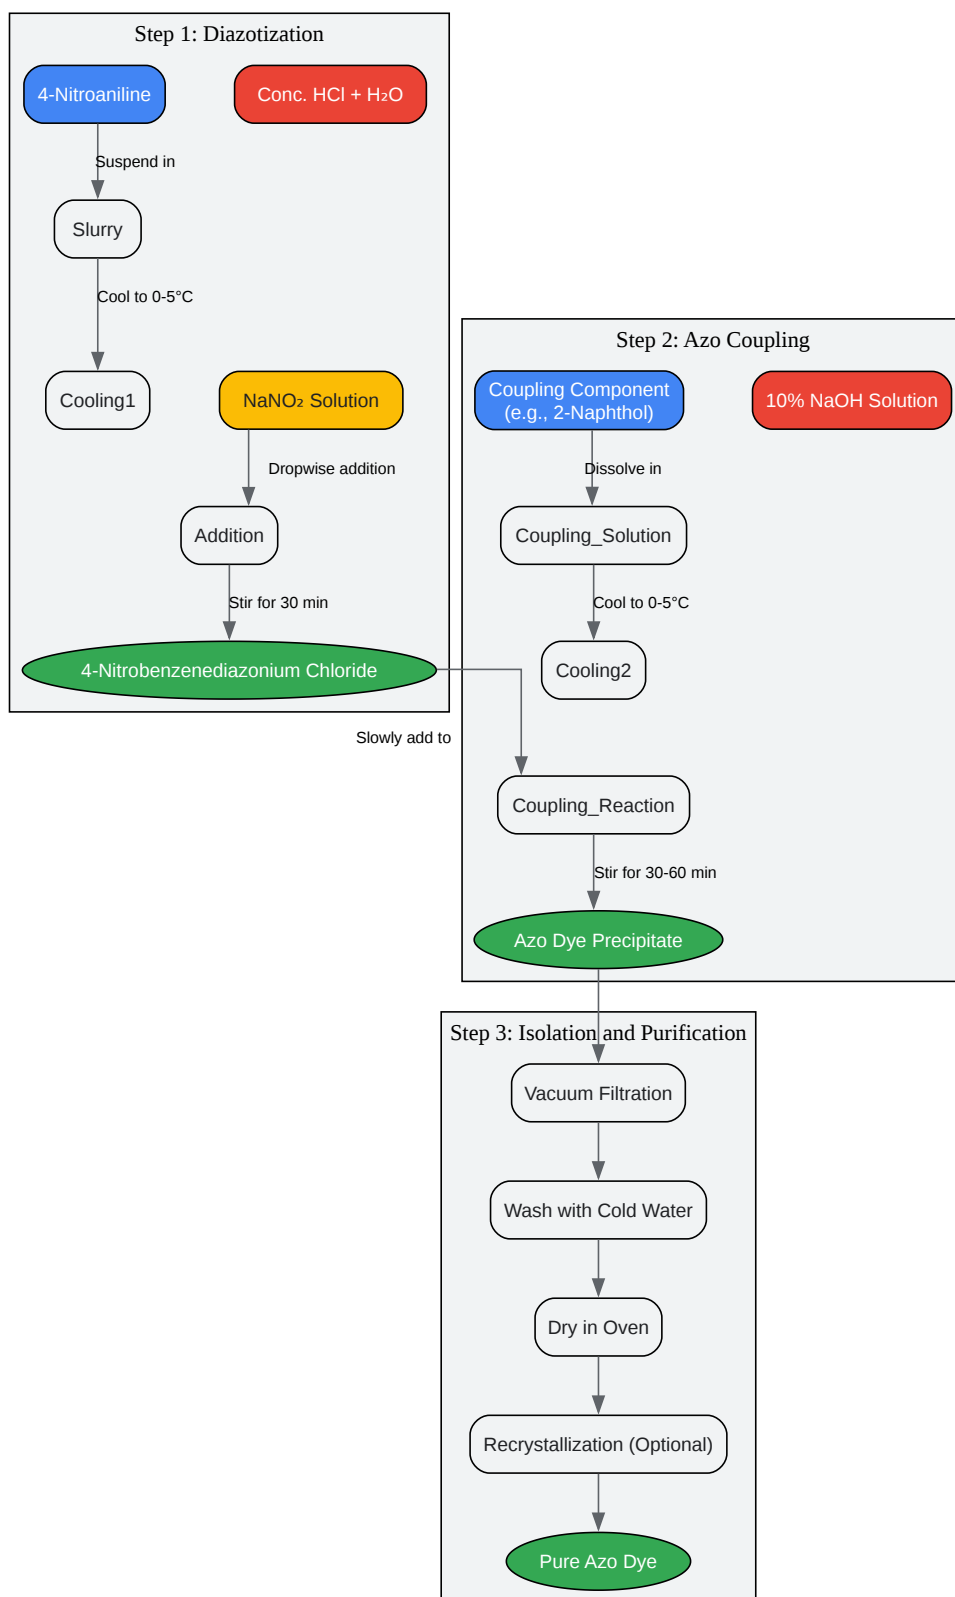 Step 1: Diazotization
4-Nitroaniline
Conc. HCl + H₂O
Suspend in
Slurry
Cool to 0-5°C
Cooling1
NaNO₂ Solution
Dropwise addition
Addition
Stir for 30 min
4-Nitrobenzenediazonium Chloride
Slowly add to
Step 2: Azo Coupling
Coupling Component
(e.g., 2-Naphthol)
10% NaOH Solution
Dissolve in
Coupling_Solution
Cool to 0-5°C
Cooling2
Coupling_Reaction
Stir for 30-60 min
Azo Dye Precipitate
Step 3: Isolation and Purification
Vacuum Filtration
Wash with Cold Water
Dry in Oven
Recrystallization (Optional)
Pure Azo Dye